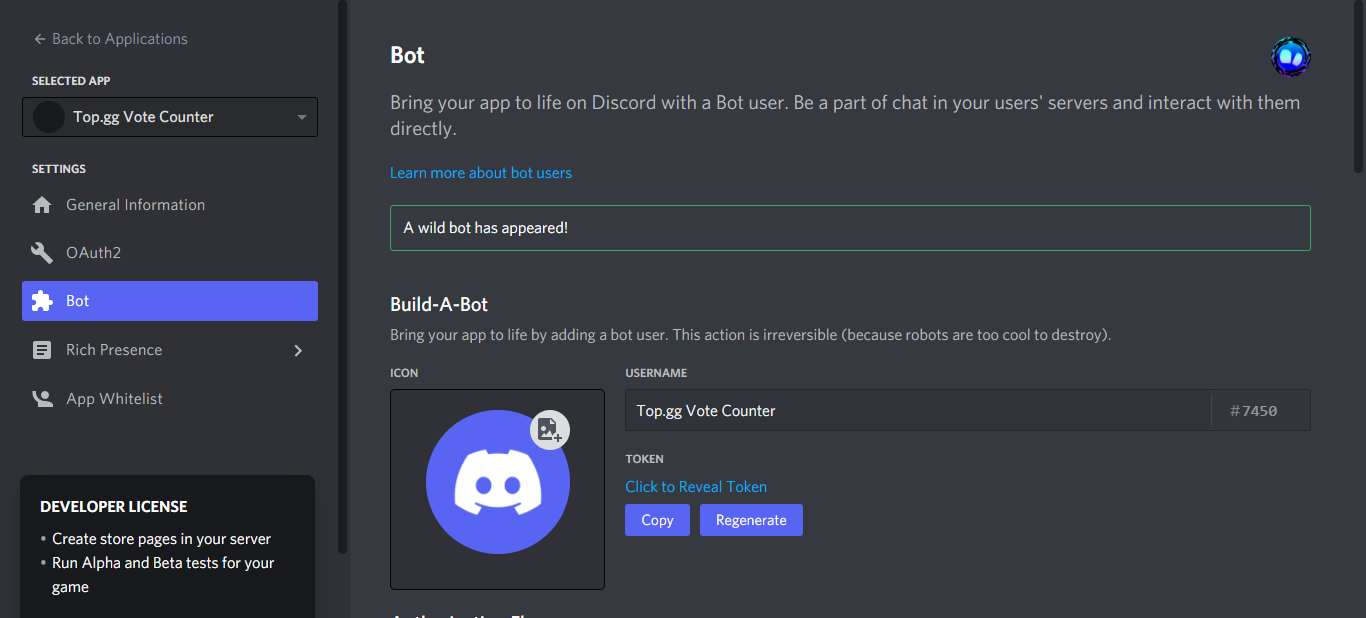 Back to Applications
SELECTED APP
Top.gg Vote Counter
SETTINGS
General Information
OAuth2
Bot
Rich Presence
App Whitelist
DEVELOPER LICENSE
• Create store pages in your server
• Run Alpha and Beta tests for your
game
Bot
Bring your app to life on Discord with a Bot user. Be a part of chat in your users' servers and interact with them
directly.
Learn more about bot users
A wild bot has appeared!
Build-A-Bot
Bring your app to life by adding a bot user. This action is irreversible (because robots are too cool to destroy).
ICON
USERNAME
Top.gg Vote Counter #7450
TOKEN
Click to Reveal Token
Copy Regenerate